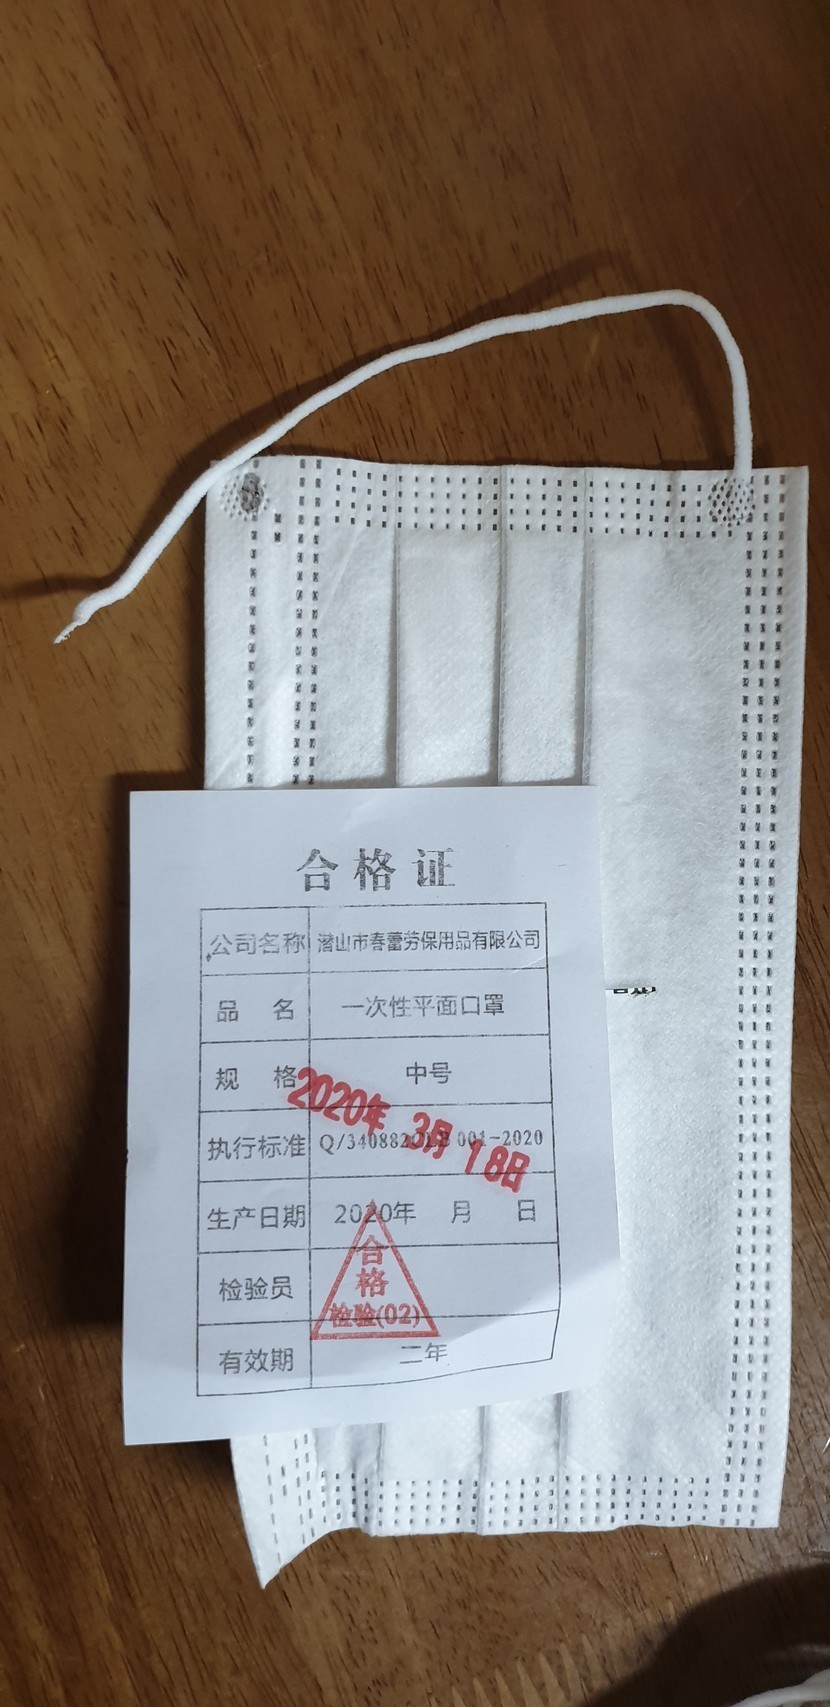 合格证
公司名称 潜山市春蕾劳保用品有限公司
品 名 一次性平面口罩
规 格 中号
2020年 3月 18日
执行标准 Q/340882 001-2020
生产日期 2020年 月 日
检验员
合格
检验(02)
有效期 二年